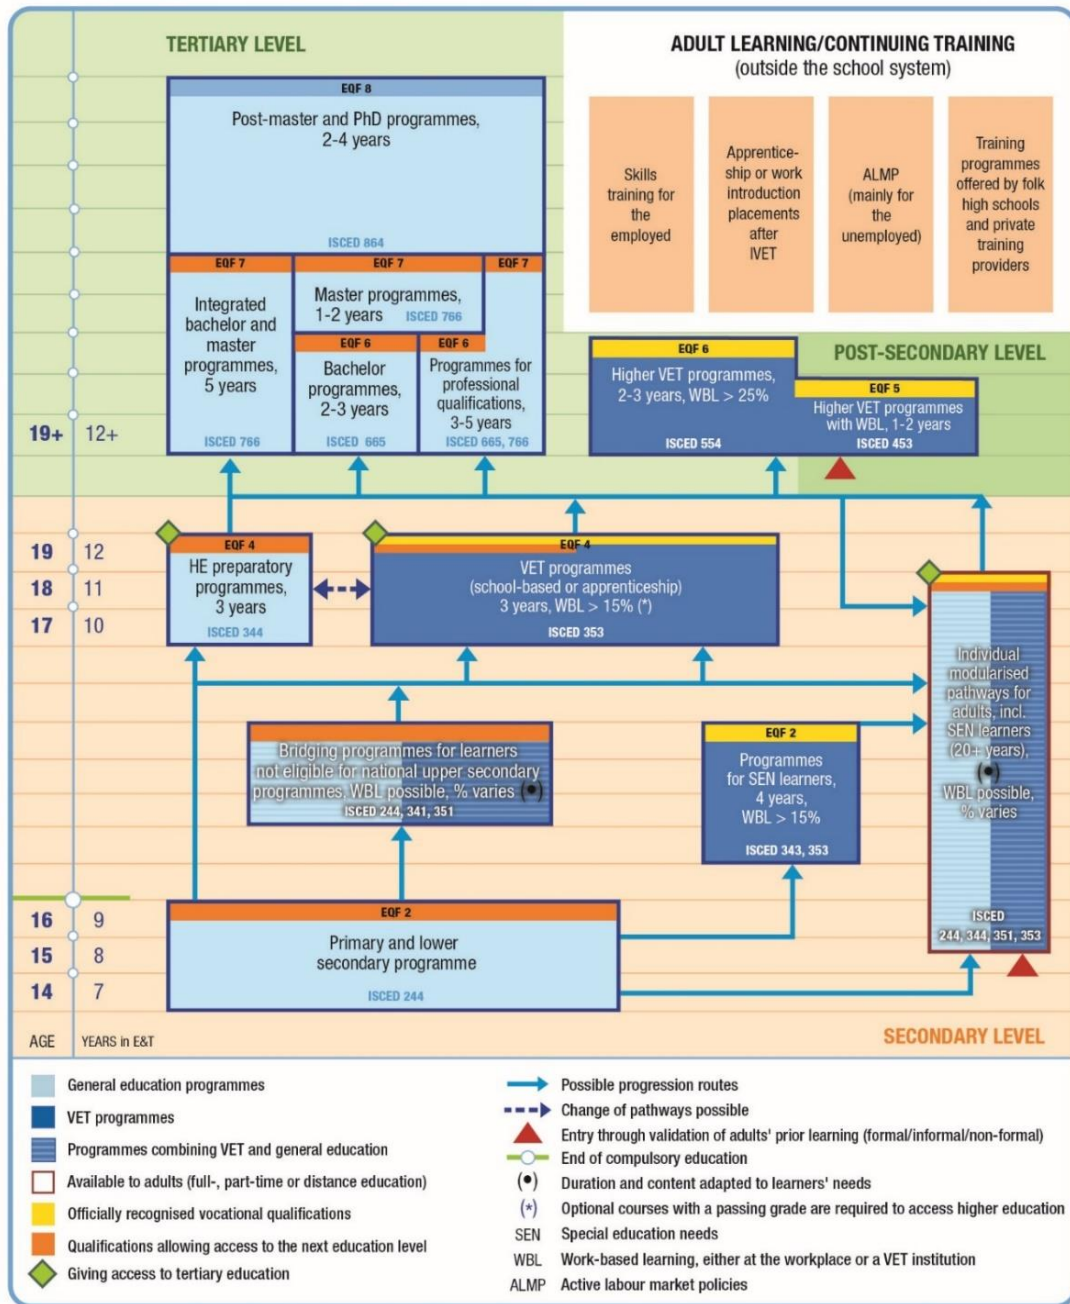 TERTIARY LEVEL
ADULT LEARNING/CONTINUING TRAINING
(outside the school system)
EQF 8
Post-master and PhD programmes,
2-4 years
ISCED 864
Skills
training for
the
employed
Apprentice-
ship or work
introduction
placements
after
IVET
ALMP
(mainly for
the
unemployed)
Training
programmes
offered by folk
high schools
and private
training
providers
EQF 7
Integrated
bachelor and
master
programmes,
5 years
ISCED 766
EQF 7
Master programmes,
1-2 years ISCED 766
EQF 7
EQF 6
Bachelor
programmes,
2-3 years
ISCED 665
EQF 6
Programmes for
professional
qualifications,
3-5 years
ISCED 665, 766
EQF 6
Higher VET programmes,
2-3 years, WBL > 25%
ISCED 554
POST-SECONDARY LEVEL
EQF 5
Higher VET programmes
with WBL, 1-2 years
ISCED 453
19+ 12+
19 12
18 11
17 10
EQF 4
HE preparatory
programmes,
3 years
ISCED 344
EQF 4
VET programmes
(school-based or apprenticeship)
3 years, WBL > 15% (*)
ISCED 353
Individual
modularised
pathways for
adults, incl.
SEN learners
(20+ years),
(•)
WBL possible,
% varies
ISCED
244, 344, 351, 353
Bridging programmes for learners
not eligible for national upper secondary
programmes, WBL possible, % varies (•)
ISCED 244, 341, 351
EQF 2
Programmes
for SEN learners,
4 years,
WBL > 15%
ISCED 343, 353
16 9
15 8
14 7
EQF 2
Primary and lower
secondary programme
ISCED 244
AGE YEARS in E&T
SECONDARY LEVEL
General education programmes
VET programmes
Programmes combining VET and general education
Available to adults (full-, part-time or distance education)
Officially recognised vocational qualifications
Qualifications allowing access to the next education level
Giving access to tertiary education
Possible progression routes
Change of pathways possible
Entry through validation of adults' prior learning (formal/informal/non-formal)
End of compulsory education
(•) Duration and content adapted to learners' needs
(*) Optional courses with a passing grade are required to access higher education
SEN Special education needs
WBL Work-based learning, either at the workplace or a VET institution
ALMP Active labour market policies